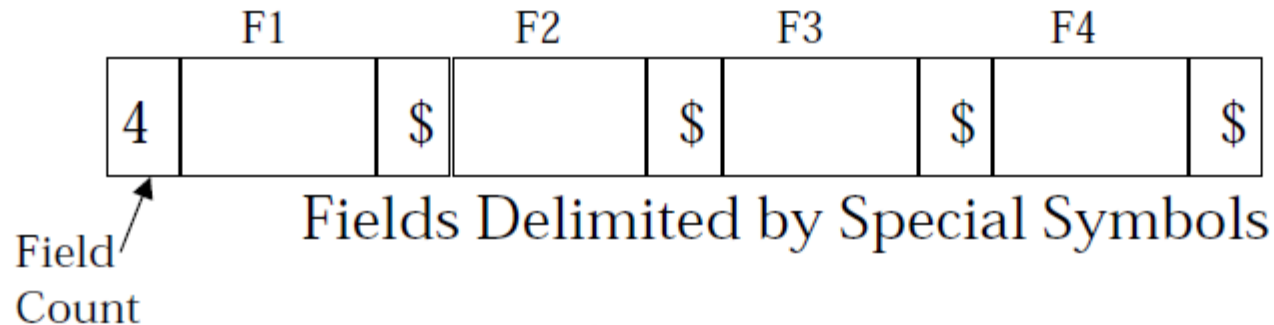 F1 F2 F3 F4
4 $ $ $ $
Fields Delimited by Special Symbols
Field
Count